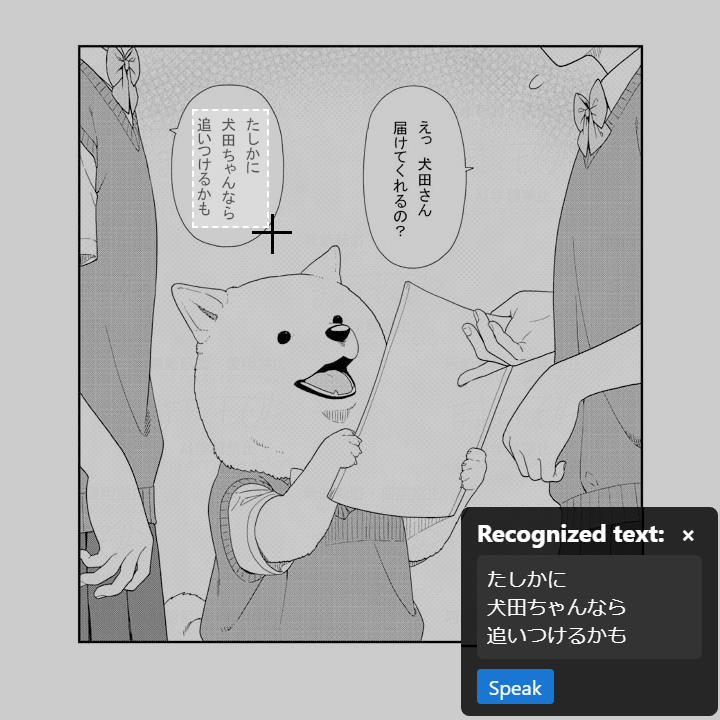 えっ 犬田さん
届けてくれるの？
たしかに
犬田ちゃんなら
追いつけるかも
Recognized text: ×
たしかに
犬田ちゃんなら
追いつけるかも
Speak